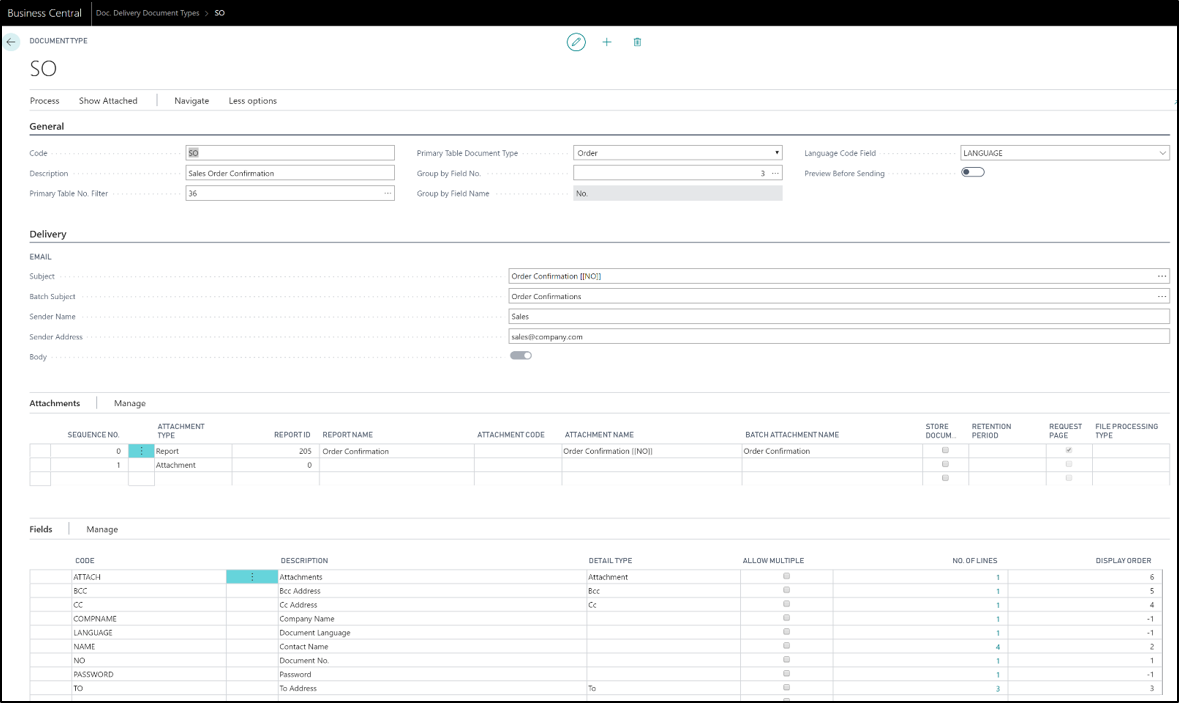 Business Central Doc. Delivery Document Types > SO
DOCUMENT TYPE
SO
Process Show Attached Navigate Less options
General
Code SO Primary Table Document Type Order Language Code Field LANGUAGE
Description Sales Order Confirmation Group by Field No. 3 ... Preview Before Sending
Primary Table No. Filter 36 ... Group by Field Name No.
Delivery
EMAIL
Subject Order Confirmation [[NO]] ...
Batch Subject Order Confirmations ...
Sender Name Sales
Sender Address sales@company.com
Body
Attachments Manage
SEQUENCE NO. ATTACHMENT TYPE REPORT ID REPORT NAME ATTACHMENT CODE ATTACHMENT NAME BATCH ATTACHMENT NAME STORE DOCUM... RETENTION PERIOD REQUEST PAGE FILE PROCESSING TYPE
0 Report 205 Order Confirmation Order Confirmation [[NO]] Order Confirmation
1 Attachment 0
Fields Manage
CODE DESCRIPTION DETAIL TYPE ALLOW MULTIPLE NO. OF LINES DISPLAY ORDER
ATTACH Attachments Attachment 1 6
BCC Bcc Address Bcc 1 5
CC Cc Address Cc 1 4
COMPNAME Company Name 1 -1
LANGUAGE Document Language 1 -1
NAME Contact Name 4 2
NO Document No. 1 1
PASSWORD Password 1 -1
TO To Address To 3 3